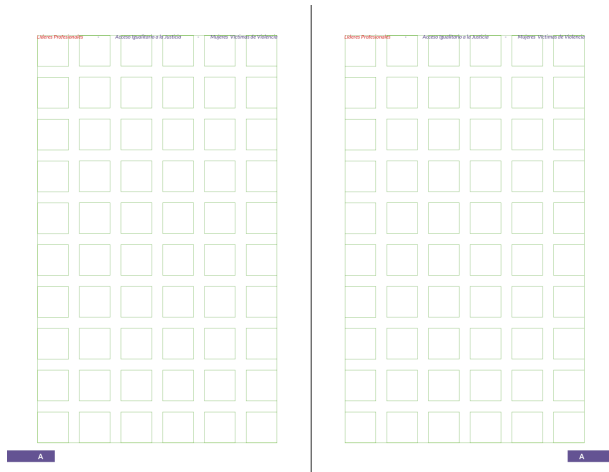 Líderes Profesionales - Acceso Igualitario a la Justicia - Mujeres Víctimas de Violencia
Líderes Profesionales - Acceso Igualitario a la Justicia - Mujeres Víctimas de Violencia
A
A